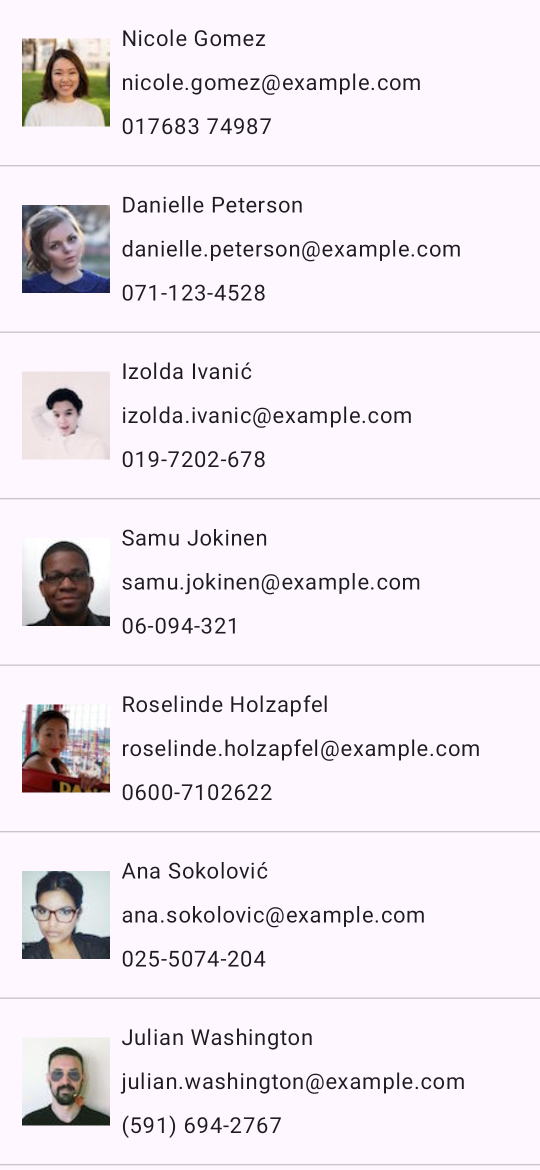 Nicole Gomez
nicole.gomez@example.com
017683 74987
Danielle Peterson
danielle.peterson@example.com
071-123-4528
Izolda Ivanić
izolda.ivanic@example.com
019-7202-678
Samu Jokinen
samu.jokinen@example.com
06-094-321
Roselinde Holzapfel
roselinde.holzapfel@example.com
0600-7102622
Ana Sokolović
ana.sokolovic@example.com
025-5074-204
Julian Washington
julian.washington@example.com
(591) 694-2767